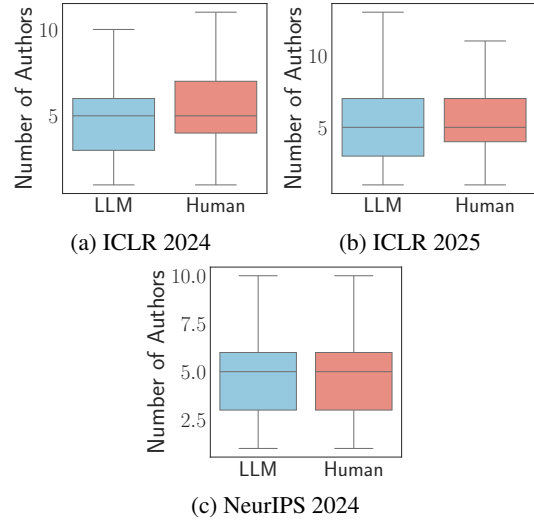 Number of Authors
10
5
LLM
Human
(a) ICLR 2024
Number of Authors
10
5
LLM
Human
(b) ICLR 2025
Number of Authors
10.0
7.5
5.0
2.5
LLM
Human
(c) NeurIPS 2024